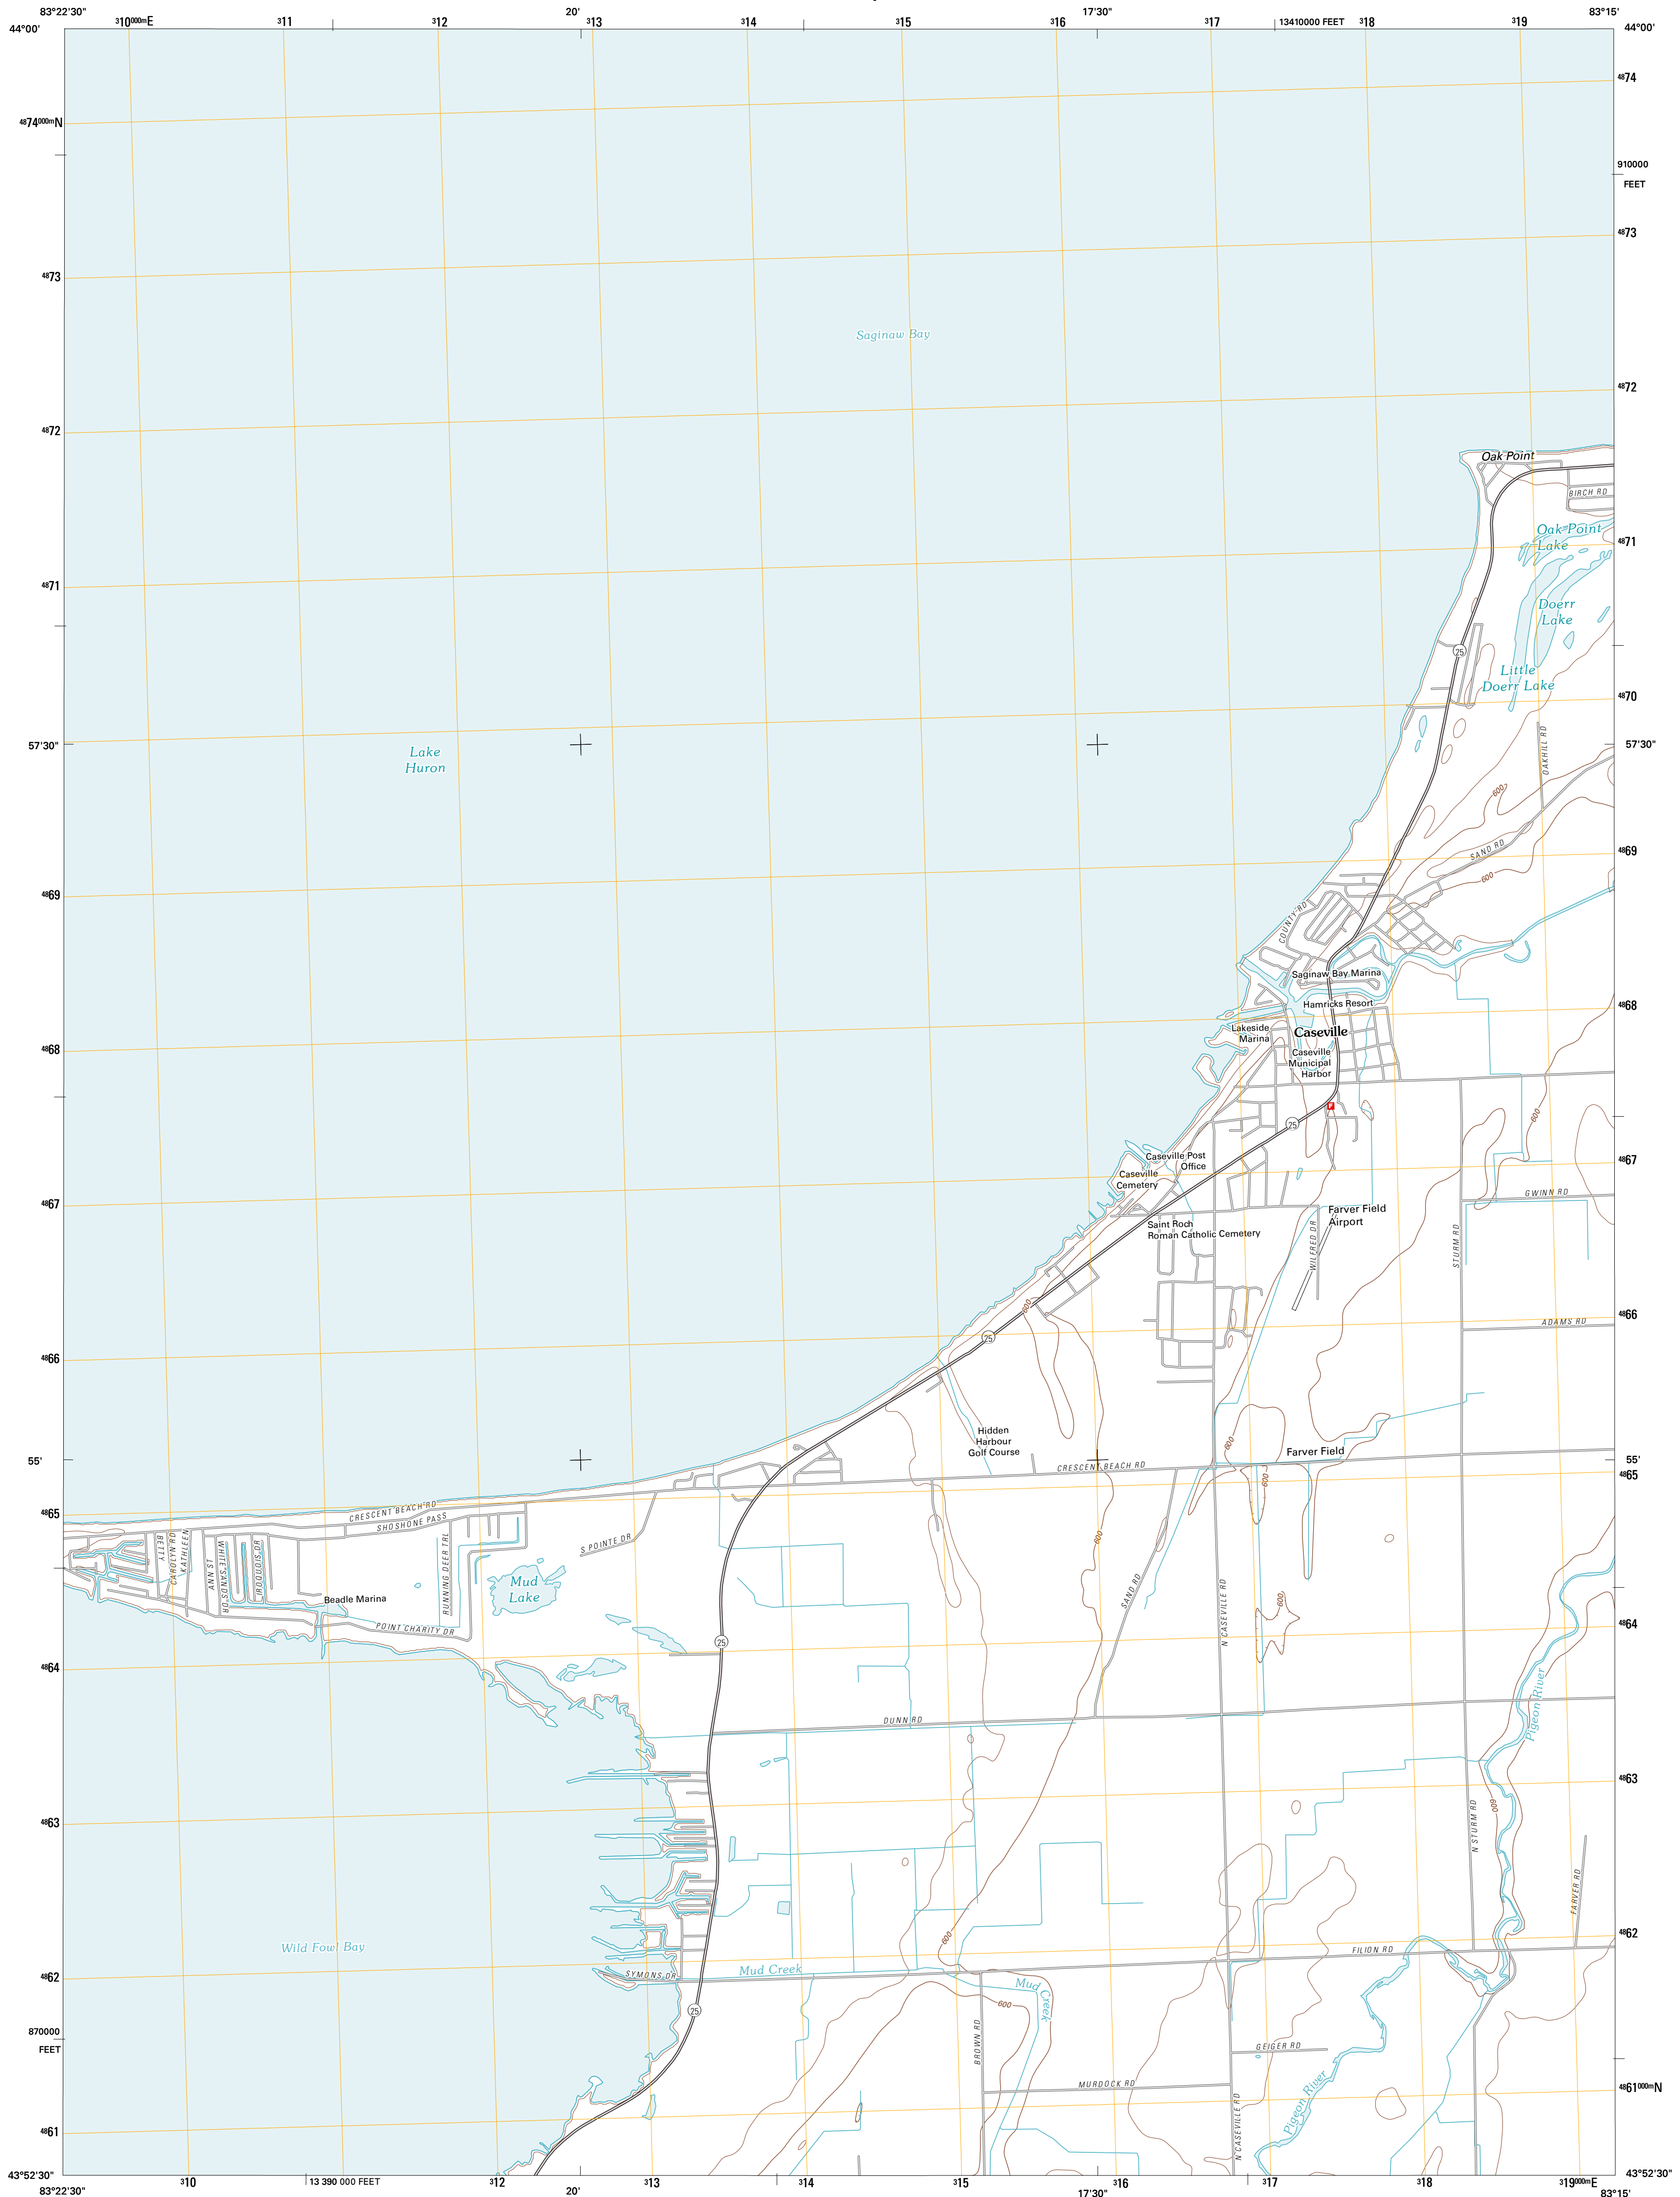 83°22'30" 310000mE 311 312 20' 313 314 315 316 17'30" 317 13410000 FEET 318 319 83°15'
44°00' 44°00'
4874
4874000mN
910000
FEET
4873
4873
Saginaw Bay
4872
4872
Oak Point
BIRCH RD
Oak Point
Lake
4871
4871
Doerr
Lake
25
Little
Doerr Lake
4870
OAKHILL RD
57'30" 57'30"
Lake
Huron
600
SAND RD
4869
600
4869
COUNTY RD
Saginaw Bay Marina
Hamricks Resort
4868
Lakeside
Marina
Caseville
4868
Caseville
Municipal
Harbor
F
25
600
Caseville Post
Office
4867
Caseville
Cemetery
GWINN RD
4867
Farver Field
Airport
Saint Roch
Roman Catholic Cemetery
WILFRED DR
STURM RD
600
4866
ADAMS RD
25
4866
Hidden
Harbour
Golf Course
600
Farver Field
55' 55'
CRESCENT BEACH RD
4865
600
4865
CRESCENT BEACH RD
SHOSHONE PASS
S POINTE DR
600
BETTY
CAROLYN RD
KATHLEEN
ANN ST
WHITE SANDS DR
IROQUOIS DR
RUNNING DEER TRL
Mud
Lake
Beadle Marina
POINT CHARITY DR
SAND RD
N CASEVILLE RD
600
4864
25
4864
Pigeon River
DUNN RD
4863
600
N STURM RD
4863
FARVER RD
600
4862
FILION RD
Wild Fowl Bay
Mud Creek
SYMONS DR
4862
Mud Creek
600
25
870000
FEET
BROWN RD
GEIGER RD
MURDOCK RD
4861000mN
Pigeon River
N CASEVILLE RD
4861
43°52'30" 43°52'30"
310 13 390 000 FEET 312 313 314 315 316 317 318 319000mE
83°22'30" 20' 17'30" 83°15'